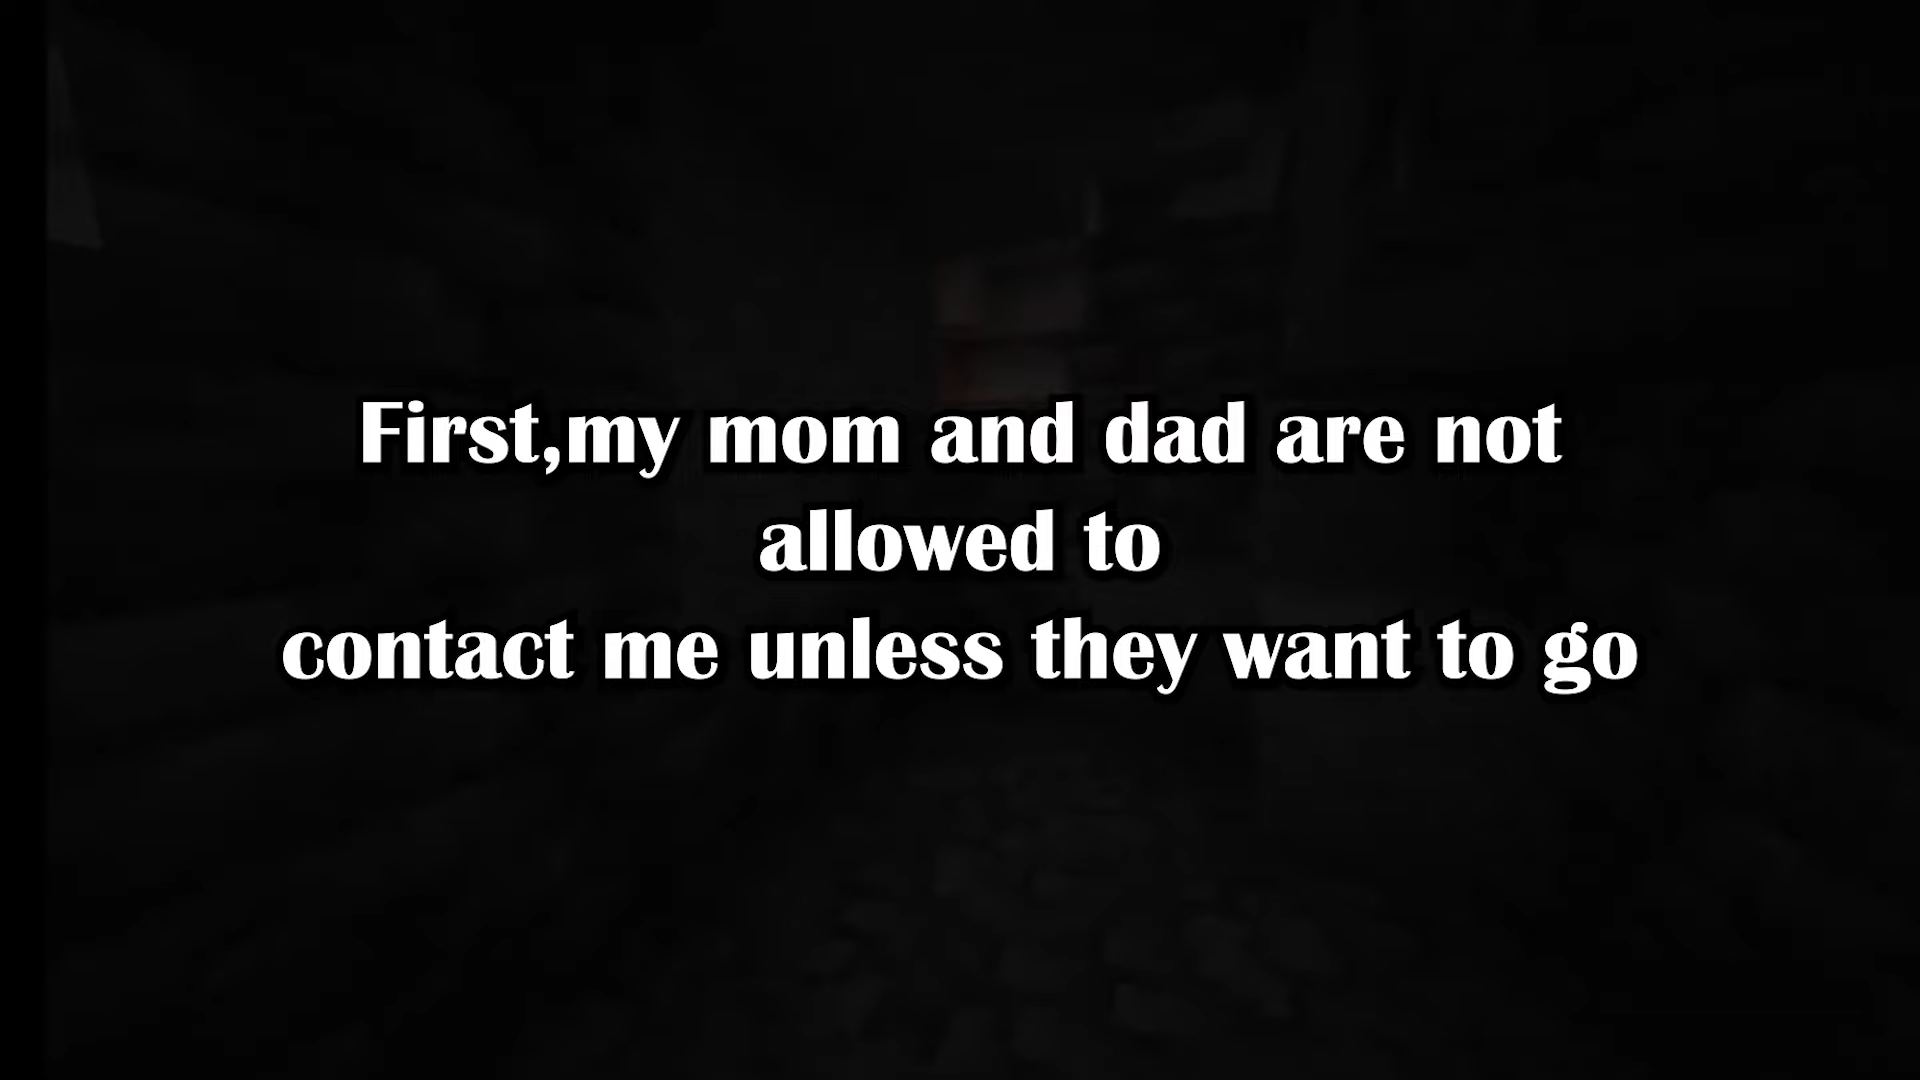 First,my mom and dad are not
allowed to
contact me unless they want to go